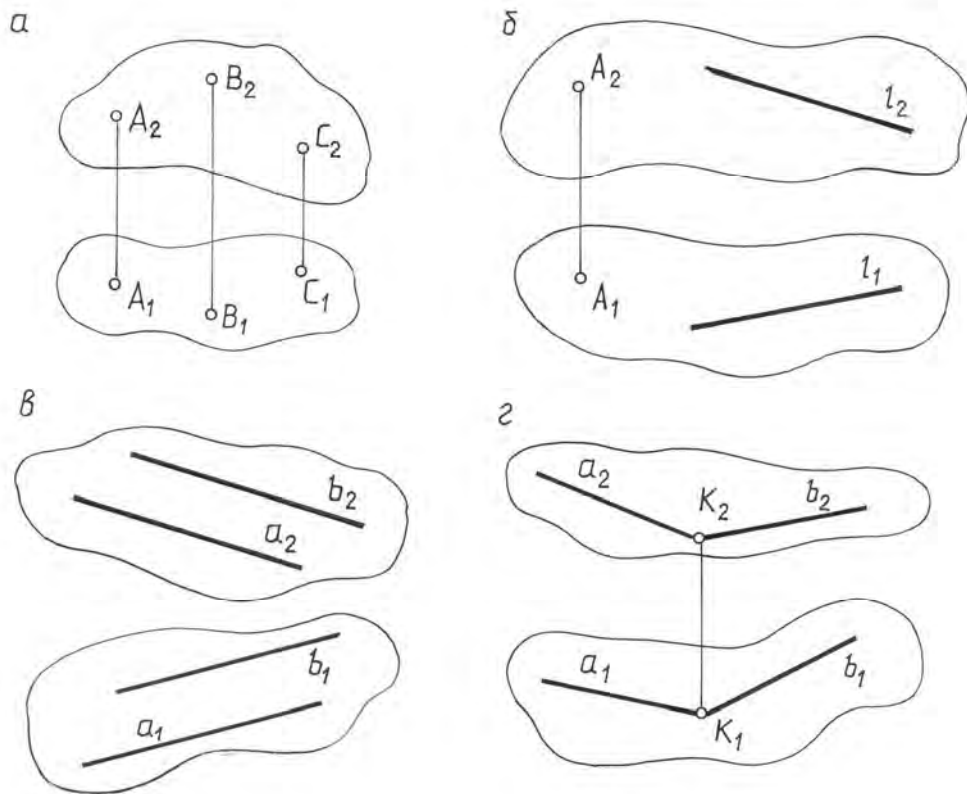 а
A₂
B₂
C₂
A₁
B₁
C₁
б
A₂
l₂
A₁
l₁
в
b₂
a₂
b₁
a₁
г
a₂
K₂
b₂
a₁
K₁
b₁